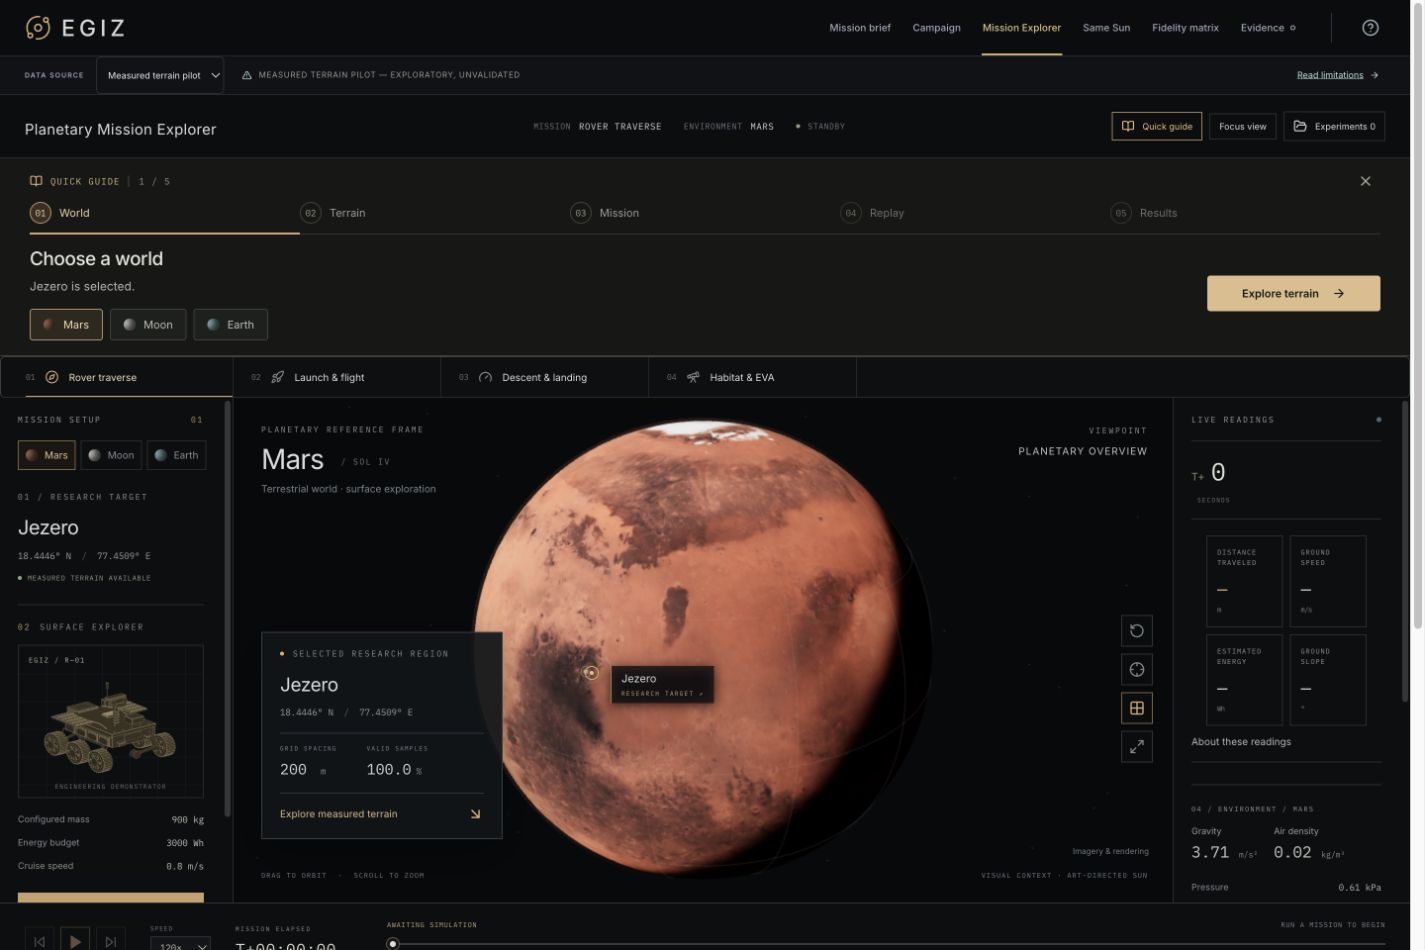 EGIZ
Mission brief
Campaign
Mission Explorer
Same Sun
Fidelity matrix
Evidence
DATA SOURCE
Measured terrain pilot
MEASURED TERRAIN PILOT — EXPLORATORY, UNVALIDATED
Read limitations →
Planetary Mission Explorer
MISSION ROVER TRAVERSE
ENVIRONMENT MARS
STANDBY
Quick guide
Focus view
Experiments 0
QUICK GUIDE | 1 / 5
01 World
02 Terrain
03 Mission
04 Replay
05 Results
Choose a world
Jezero is selected.
Mars
Moon
Earth
Explore terrain →
01 Rover traverse
02 Launch & flight
03 Descent & landing
04 Habitat & EVA
MISSION SETUP 01
Mars
Moon
Earth
01 / RESEARCH TARGET
Jezero
18.4446° N / 77.4509° E
MEASURED TERRAIN AVAILABLE
02 SURFACE EXPLORER
EGIZ / R-01
ENGINEERING DEMONSTRATOR
Configured mass 900 kg
Energy budget 3000 Wh
Cruise speed 0.8 m/s
PLANETARY REFERENCE FRAME
Mars / SOL IV
Terrestrial world · surface exploration
VIEWPOINT
PLANETARY OVERVIEW
SELECTED RESEARCH REGION
Jezero
18.4446° N / 77.4509° E
GRID SPACING
200 m
VALID SAMPLES
100.0 %
Explore measured terrain
Jezero
RESEARCH TARGET ↗
DRAG TO ORBIT · SCROLL TO ZOOM
Imagery & rendering
VISUAL CONTEXT · ART-DIRECTED SUN
LIVE READINGS
T+ 0
SECONDS
DISTANCE
TRAVELED
—
m
GROUND
SPEED
—
m/s
ESTIMATED
ENERGY
—
Wh
GROUND
SLOPE
—
°
About these readings
04 / ENVIRONMENT / MARS
Gravity
3.71 m/s²
Air density
0.02 kg/m³
Pressure 0.61 kPa
SPEED
120x
MISSION ELAPSED
T+00:00:00
AWAITING SIMULATION
RUN A MISSION TO BEGIN